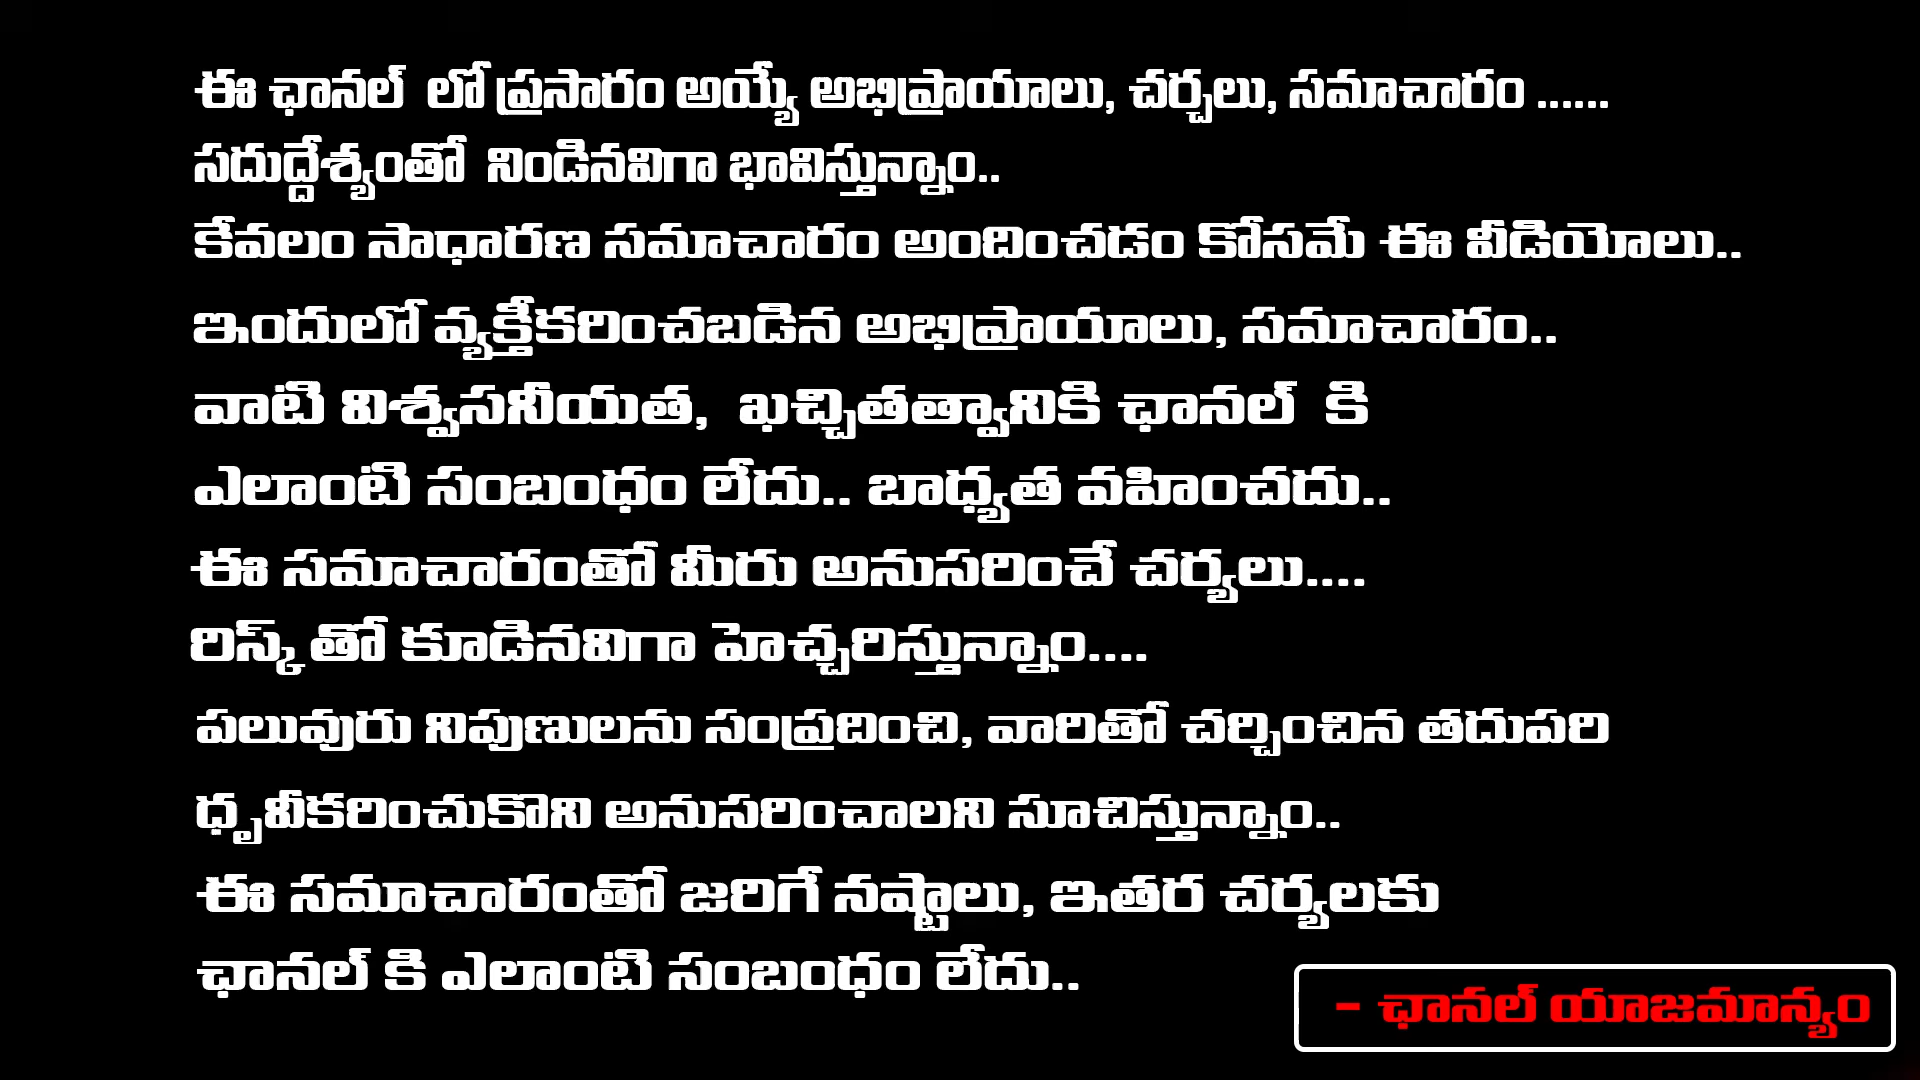 ఈ ఛానల్ లో ప్రసారం అయ్యే అభిప్రాయాలు, చర్చలు, సమాచారం ......
సదుద్దేశ్యంతో నిండినవిగా భావిస్తున్నాం..
కేవలం సాధారణ సమాచారం అందించడం కోసమే ఈ వీడియోలు..
ఇందులో వ్యక్తీకరించబడిన అభిప్రాయాలు, సమాచారం..
వాటి విశ్వసనీయత, ఖచ్చితత్వానికి ఛానల్ కి
ఎలాంటి సంబంధం లేదు.. బాధ్యత వహించదు..
ఈ సమాచారంతో మీరు అనుసరించే చర్యలు....
రిస్క్ తో కూడినవిగా హెచ్చరిస్తున్నాం....
పలువురు నిపుణులను సంప్రదించి, వారితో చర్చించిన తదుపరి
ధృవీకరించుకొని అనుసరించాలని సూచిస్తున్నాం..
ఈ సమాచారంతో జరిగే నష్టాలు, ఇతర చర్యలకు
ఛానల్ కి ఎలాంటి సంబంధం లేదు..
- ఛానల్ యాజమాన్యం